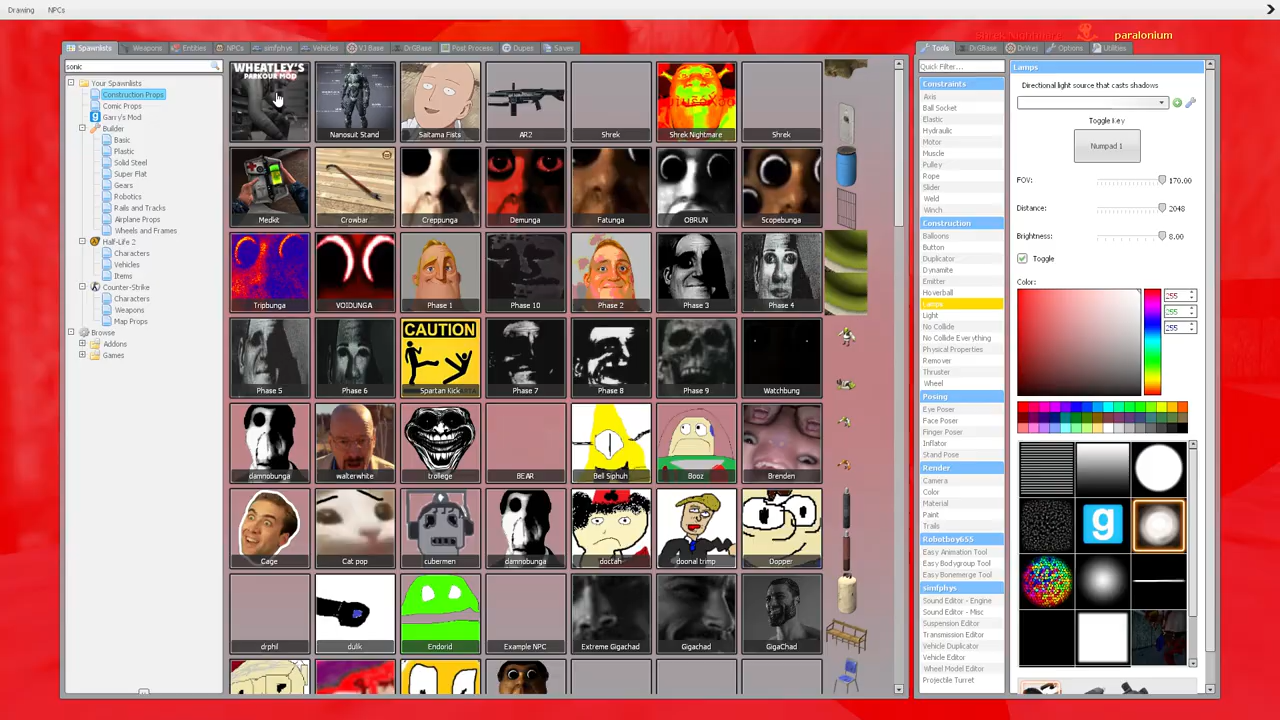 Drawing NPCs
Shrek Nightmare paralonium
Spawnlists Weapons Entities NPCs simfphys Vehicles VJ Base DrGBase Post Process Dupes Saves
sonic
Your Spawnlists
Construction Props
Comic Props
Garry's Mod
Builder
Basic
Plastic
Solid Steel
Super Flat
Gears
Robotics
Rails and Tracks
Airplane Props
Wheels and Frames
Half-Life 2
Characters
Vehicles
Items
Counter-Strike
Characters
Weapons
Map Props
Browse
Addons
Games
WHEATLEY'S
PARKOUR MOD
Nanosuit Stand Saitama Fists AR2 Shrek Shrek Nightmare Shrek
Medkit Crowbar Creppunga Demunga Fatunga OBRUN Scopebunga
Tripbunga VOIDUNGA Phase 1 Phase 10 Phase 2 Phase 3 Phase 4
CAUTION
Phase 5 Phase 6 Spartan Kick Phase 7 Phase 8 Phase 9 Watchbung
damnobunga walterwhite trollege BEAR Bell Siphuh Booz Brenden
Cage Cat pop cubermen damnobunga doctah doonal trimp Dopper
drphil dulik Endorid Example NPC Extreme Gigachad Gigachad GigaChad
Tools DrGBase DrVrej Options Utilities
Quick Filter...
Constraints
Axis
Ball Socket
Elastic
Hydraulic
Motor
Muscle
Pulley
Rope
Slider
Weld
Winch
Construction
Balloons
Button
Duplicator
Dynamite
Emitter
Hoverball
Lamps
Light
No Collide
No Collide Everything
Physical Properties
Remover
Thruster
Wheel
Posing
Eye Poser
Face Poser
Finger Poser
Inflator
Stand Pose
Render
Camera
Color
Material
Paint
Trails
Robotboy655
Easy Animation Tool
Easy Bodygroup Tool
Easy Bonemerge Tool
simfphys
Sound Editor - Engine
Sound Editor - Misc
Suspension Editor
Transmission Editor
Vehicle Duplicator
Vehicle Editor
Wheel Model Editor
Projectile Turret
Lamps
Directional light source that casts shadows
Toggle Key
Numpad 1
FOV: 170.00
Distance: 2048
Brightness: 8.00
Toggle
Color:
255
255
255
g